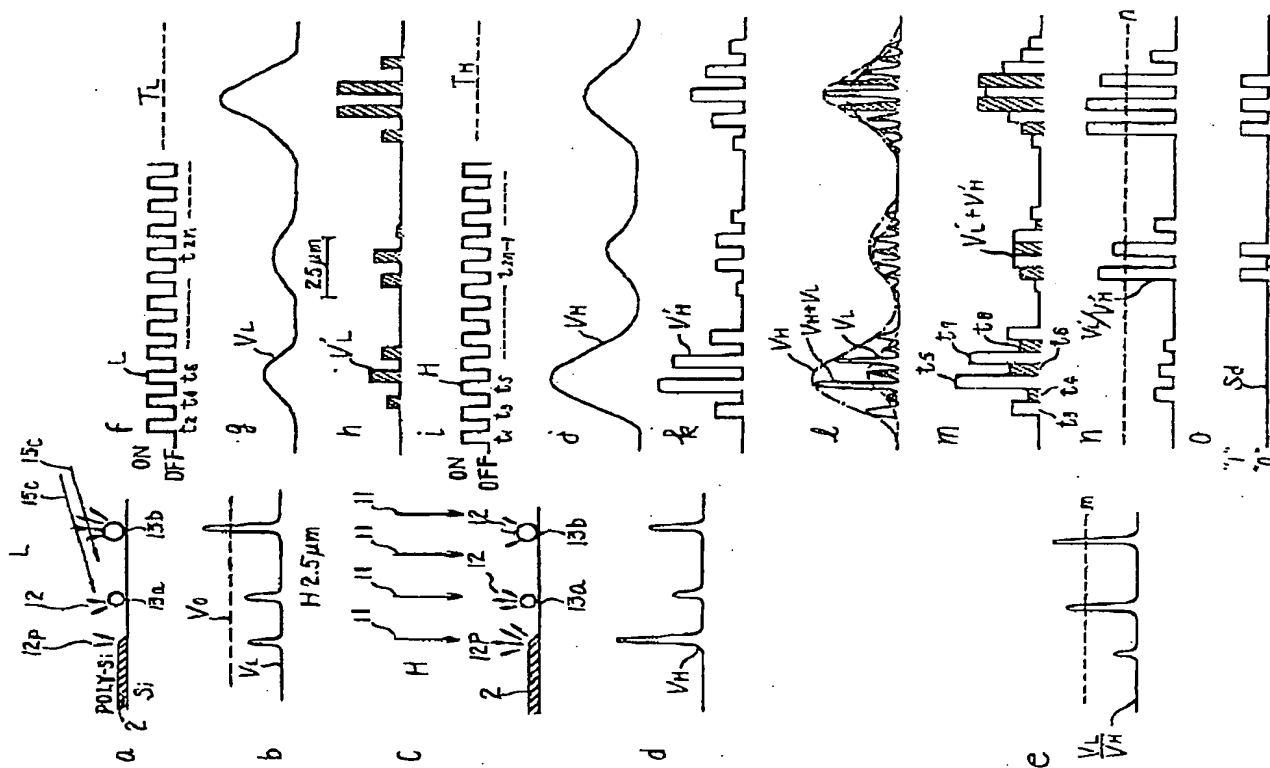 a
L
12P
12
15C
15C
POLY-Si
Si
2
13a
13b
b
VO
VL
H 2.5μm
C
H
11
11
11
11
12P
12
12
2
13a
13b
d
VH
e
VL
VH
m
f
ON
OFF
L
t2
t4
t6
t2n
TL
g
VL
2.5μm
h
V'L
i
ON
OFF
H
t1
t3
t5
t2n-1
TH
j
VH
k
V'H
l
VH
VH+VL
VL
m
t3
t4
t5
t6
t7
t8
V'L+V'H
n
V'L/V'H
n
o
"1"
"0"
Sd